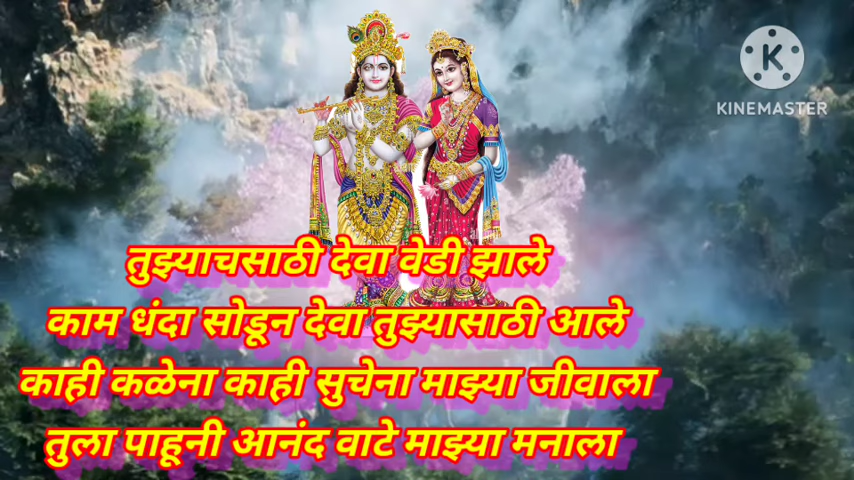 KINEMASTER
तुझ्याचसाठी देवा वेडी झाले
काम धंदा सोडून देवा तुझ्यासाठी आले
काही कळेना काही सुचेना माझ्या जीवाला
तुला पाहूनी आनंद वाटे माझ्या मनाला